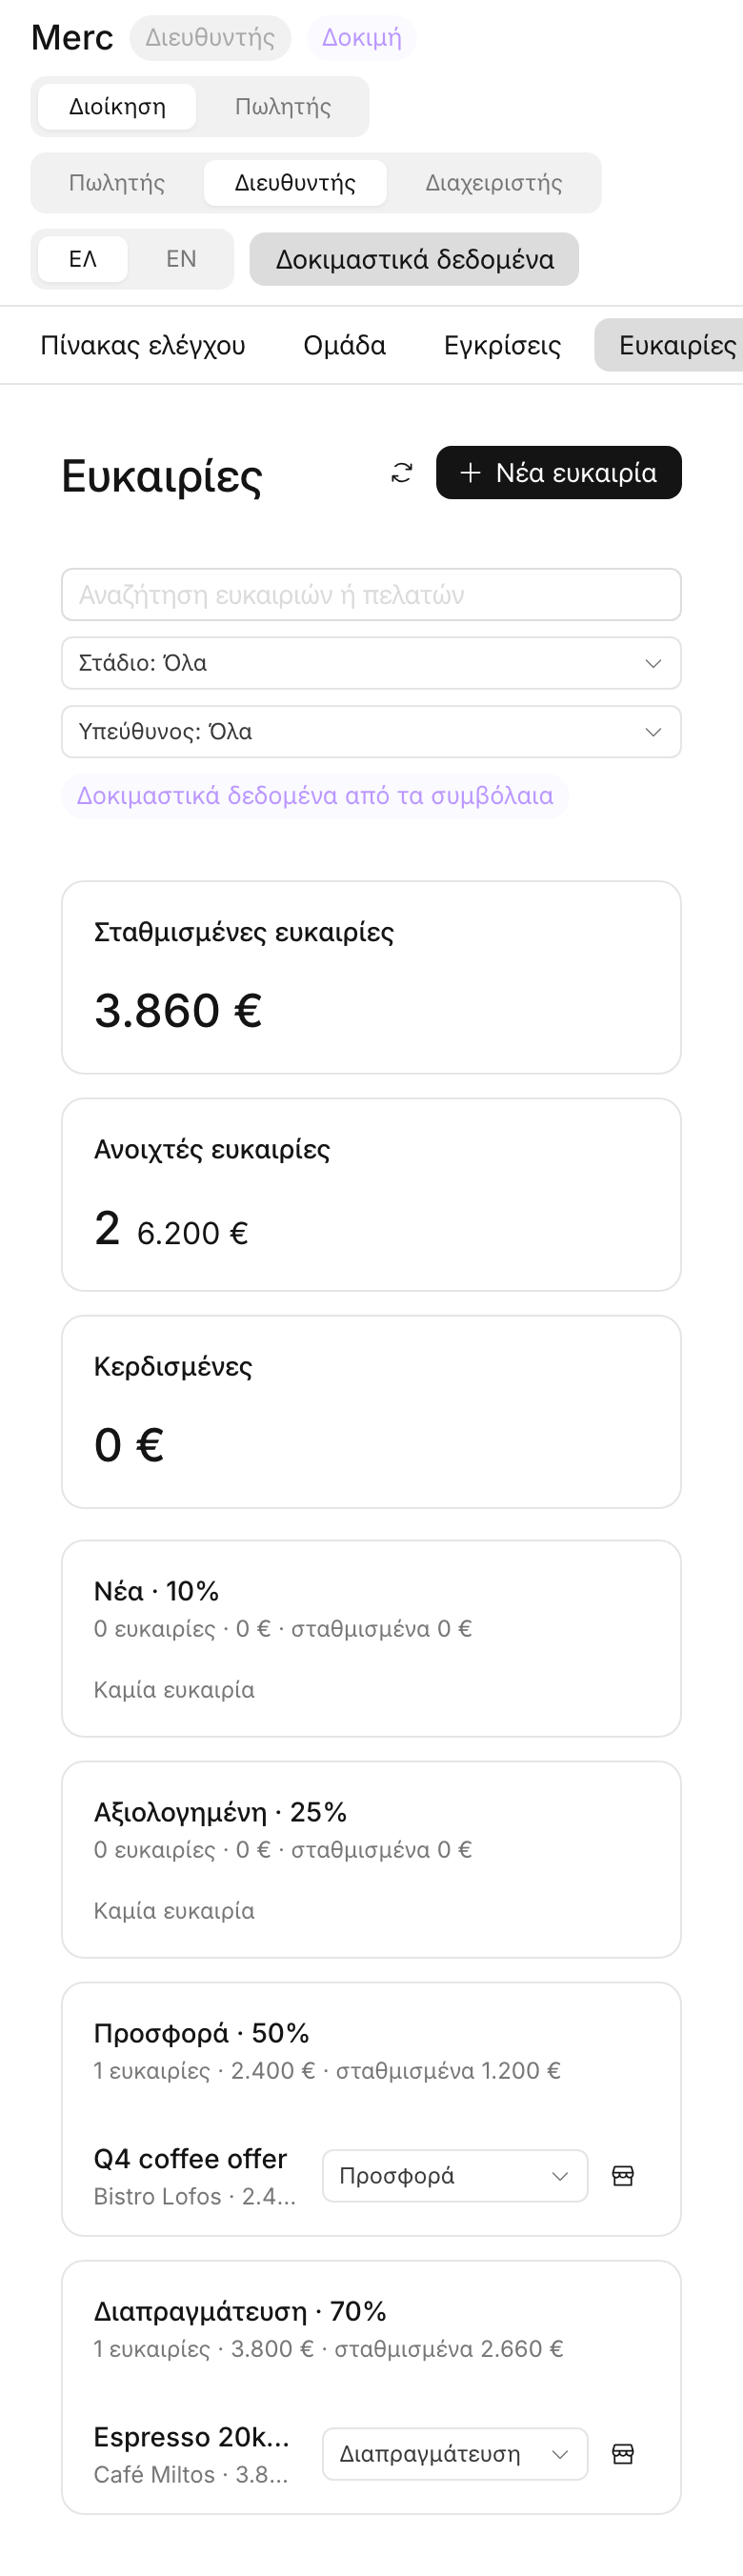 Merc Διευθυντής Δοκιμή
Διοίκηση Πωλητής
Πωλητής Διευθυντής Διαχειριστής
ΕΛ EN Δοκιμαστικά δεδομένα
Πίνακας ελέγχου Ομάδα Εγκρίσεις Ευκαιρίες
Ευκαιρίες Νέα ευκαιρία
Αναζήτηση ευκαιριών ή πελατών
Στάδιο: Όλα
Υπεύθυνος: Όλα
Δοκιμαστικά δεδομένα από τα συμβόλαια
Σταθμισμένες ευκαιρίες
3.860 €
Ανοιχτές ευκαιρίες
2 6.200 €
Κερδισμένες
0 €
Νέα · 10%
0 ευκαιρίες · 0 € · σταθμισμένα 0 €
Καμία ευκαιρία
Αξιολογημένη · 25%
0 ευκαιρίες · 0 € · σταθμισμένα 0 €
Καμία ευκαιρία
Προσφορά · 50%
1 ευκαιρίες · 2.400 € · σταθμισμένα 1.200 €
Q4 coffee offer Προσφορά
Bistro Lofos · 2.4...
Διαπραγμάτευση · 70%
1 ευκαιρίες · 3.800 € · σταθμισμένα 2.660 €
Espresso 20k... Διαπραγμάτευση
Café Miltos · 3.8...